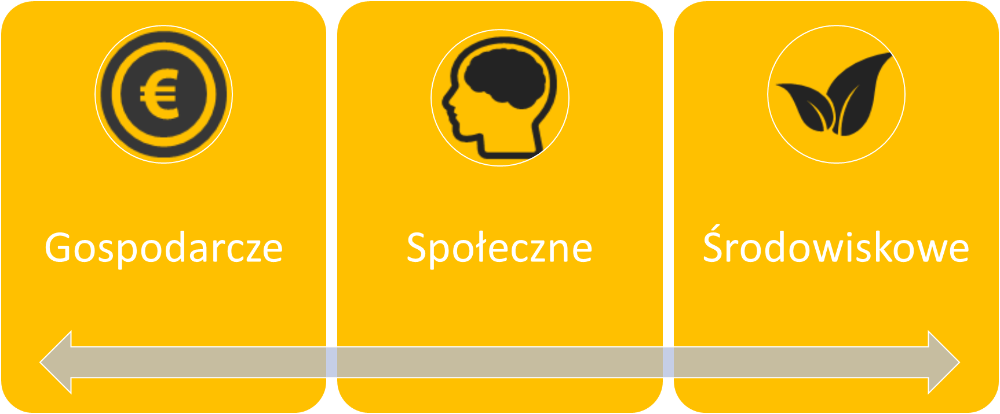 €
Gospodarcze
Społeczne
Środowiskowe